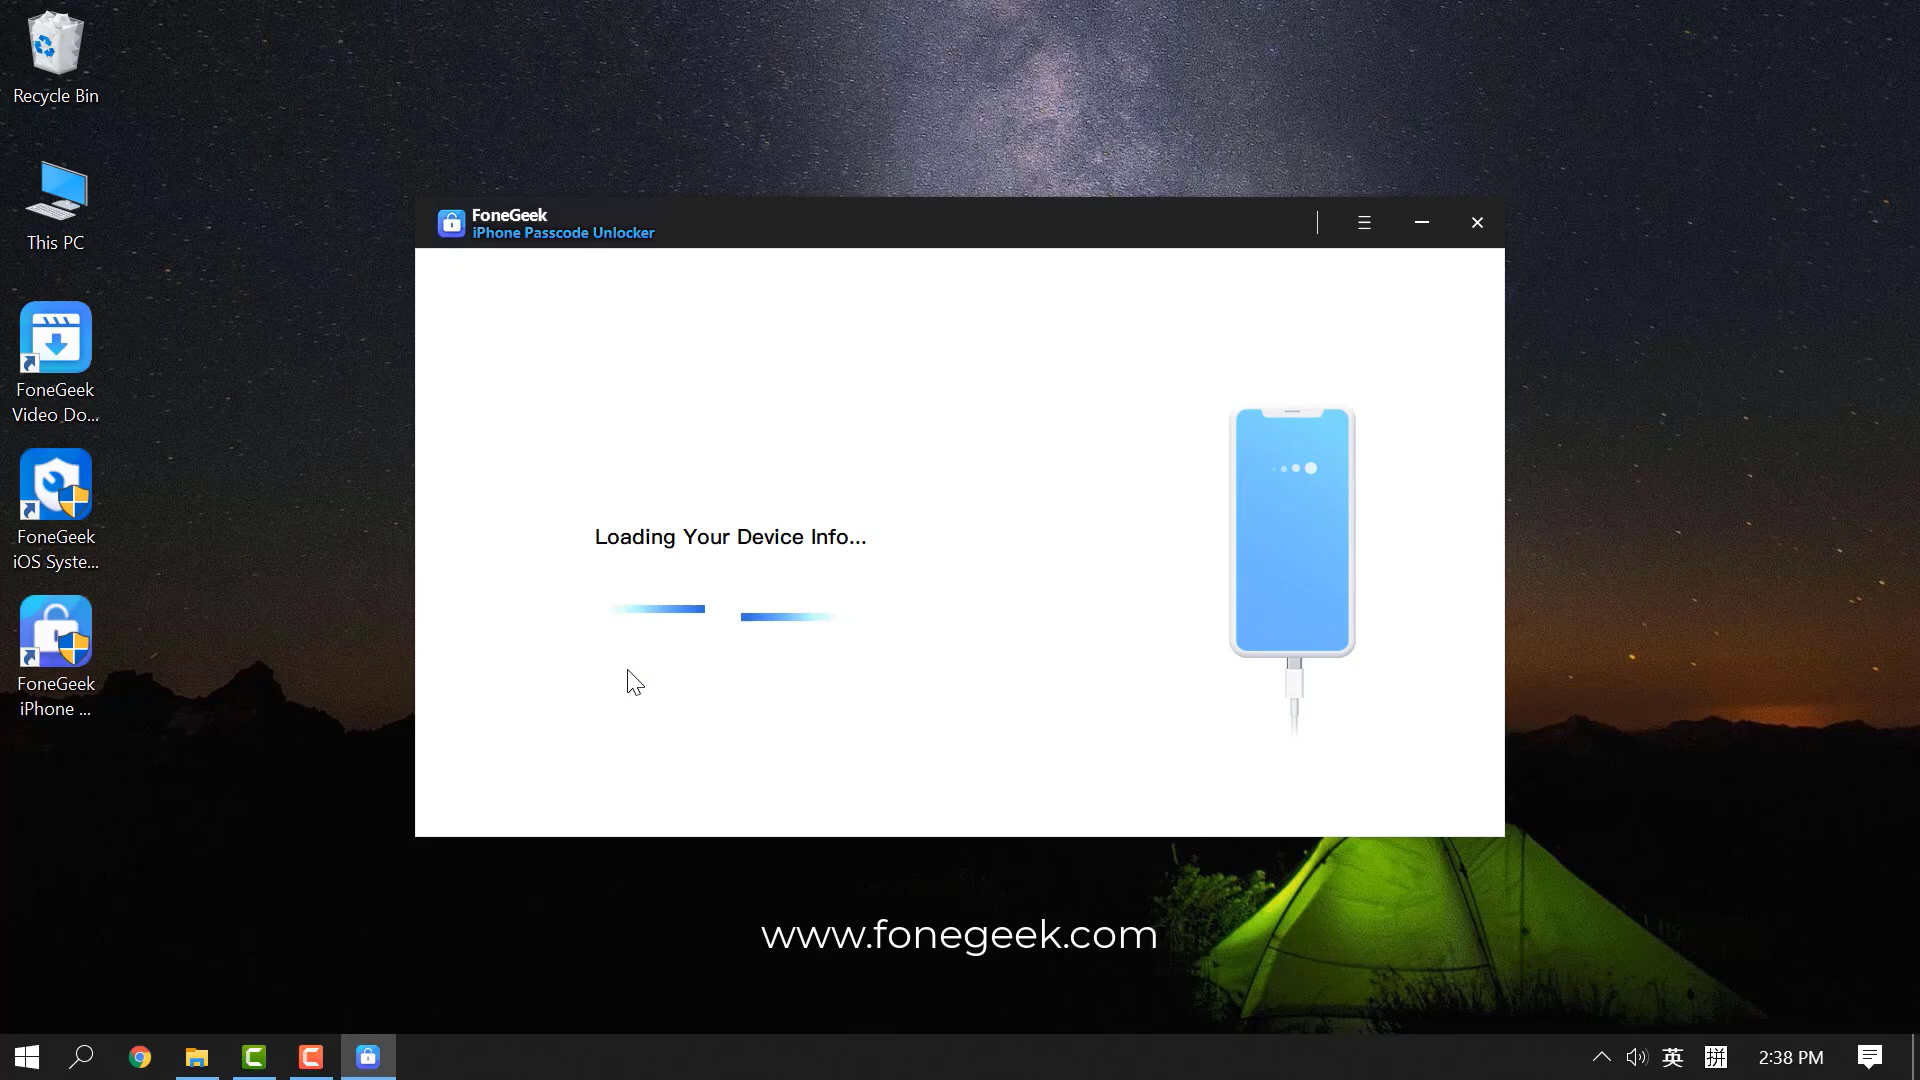 Recycle Bin
This PC
FoneGeek
Video Do...
FoneGeek
iOS Syste...
FoneGeek
iPhone ...
FoneGeek
iPhone Passcode Unlocker
Loading Your Device Info...
www.fonegeek.com
英
拼
2:38 PM